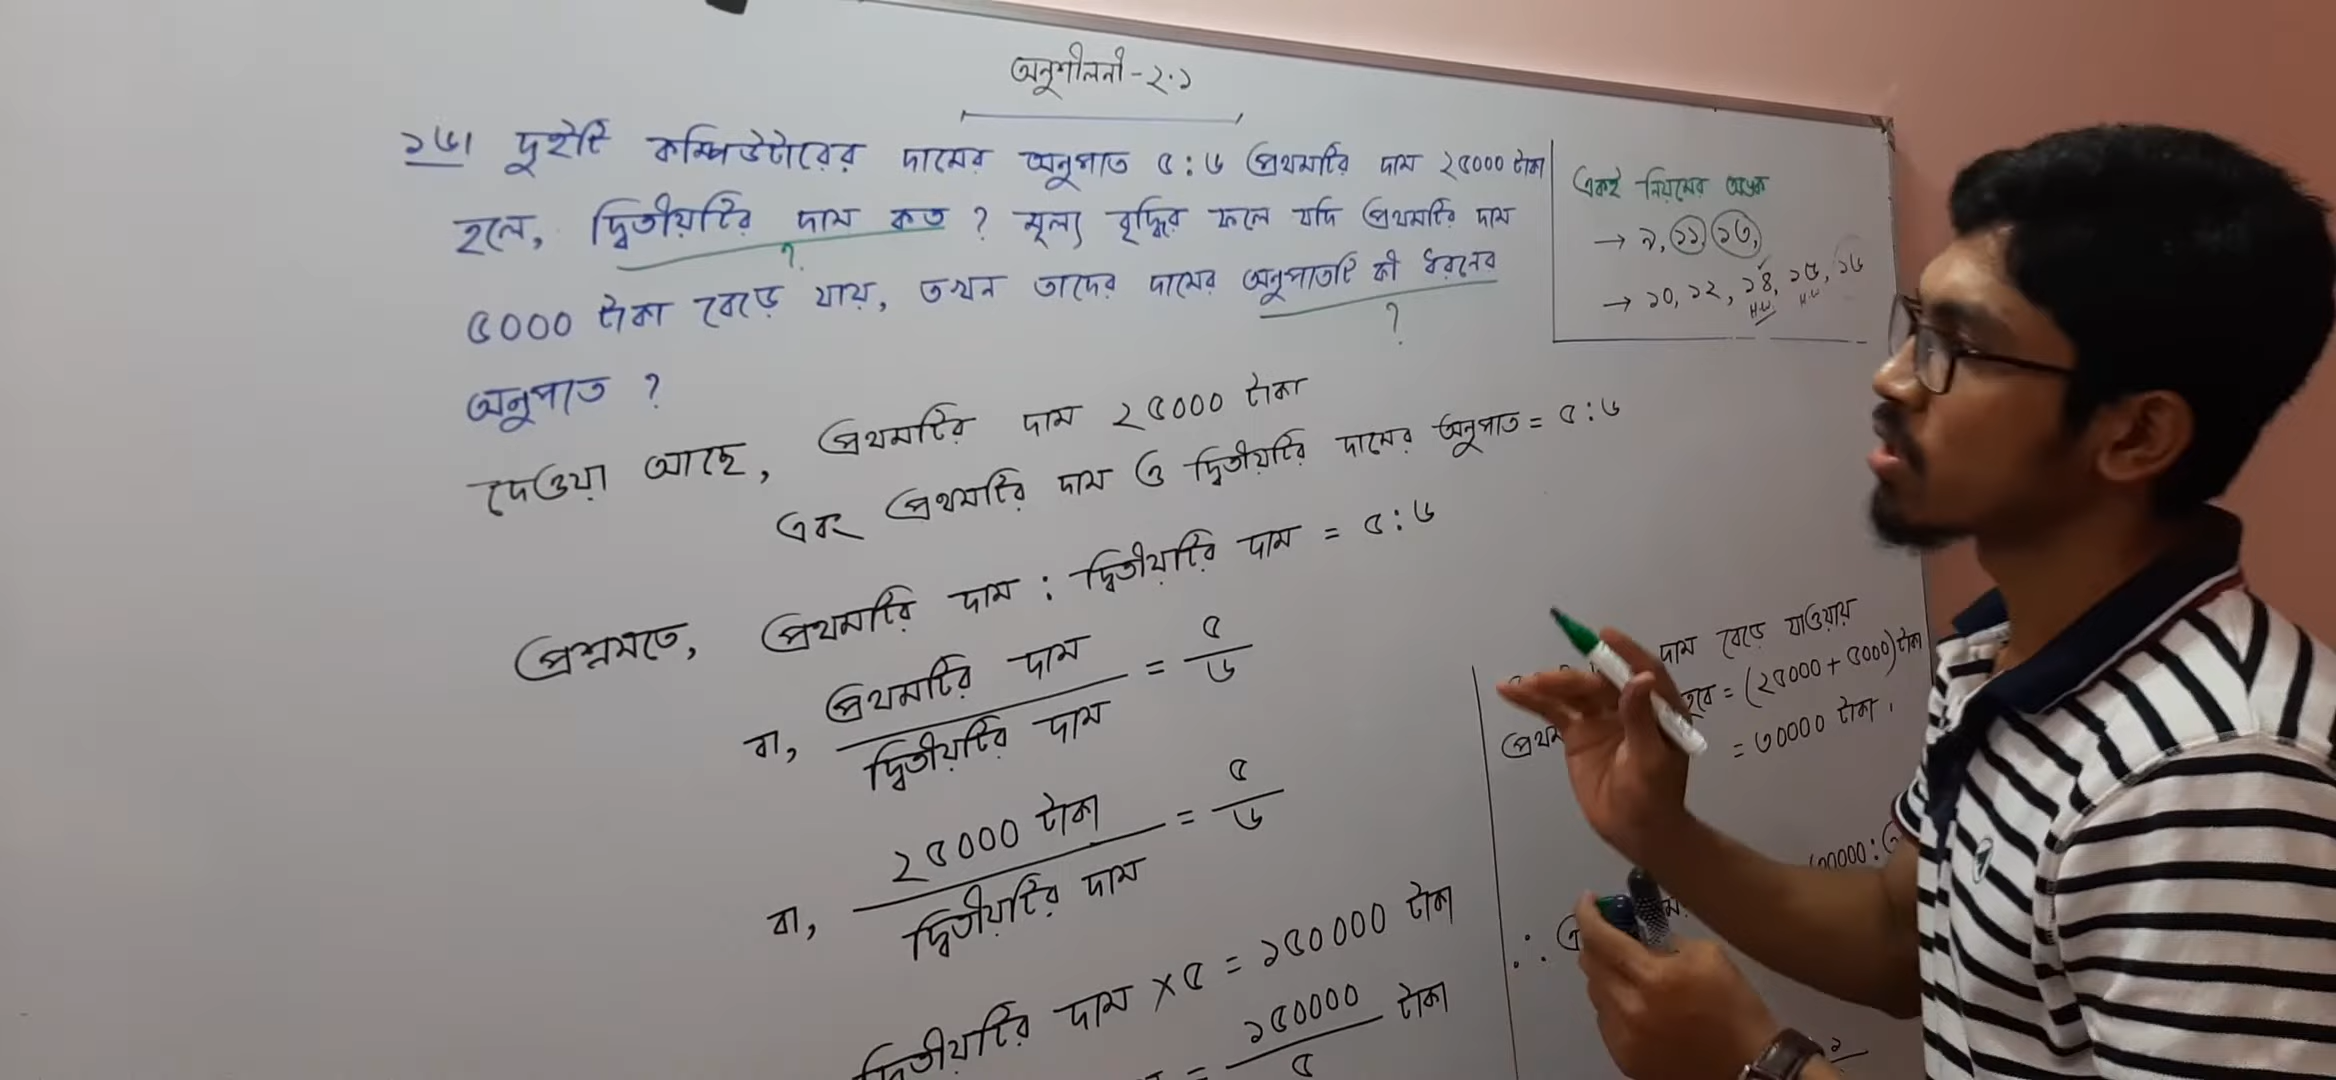 অনুশীলনী-২.১
১৬। দুইটি কম্পিউটারের দামের অনুপাত ৫:৬ প্রথমটির দাম ২৫০০০ টাকা
হলে, দ্বিতীয়টির দাম কত ? মূল্য বৃদ্ধির ফলে যদি প্রথমটির দাম
?
৫০০০ টাকা বেড়ে যায়, তখন তাদের দামের অনুপাতটি কী ধরনের
?
অনুপাত ?
একই নিয়মের অঙ্ক
→ ৯, ১১, ১৩,
→ ১০, ১২, ১৪, ১৫, ১৬
H.W. H.W
দেওয়া আছে, প্রথমটির দাম ২৫০০০ টাকা
এবং প্রথমটির দাম ও দ্বিতীয়টির দামের অনুপাত = ৫:৬
প্রশ্নমতে, প্রথমটির দাম : দ্বিতীয়টির দাম = ৫:৬
বা, প্রথমটির দাম / দ্বিতীয়টির দাম = ৫/৬
বা, ২৫০০০ টাকা / দ্বিতীয়টির দাম = ৫/৬
দ্বিতীয়টির দাম × ৫ = ১৫০০০০ টাকা
= ১৫০০০০/৫ টাকা
দাম বেড়ে যাওয়ায়
= (২৫০০০ + ৫০০০) টাকা
= ৩০০০০ টাকা।